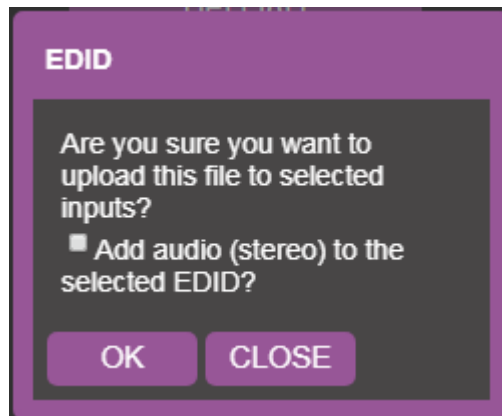 EDID
Are you sure you want to
upload this file to selected
inputs?
Add audio (stereo) to the
selected EDID?
OK CLOSE